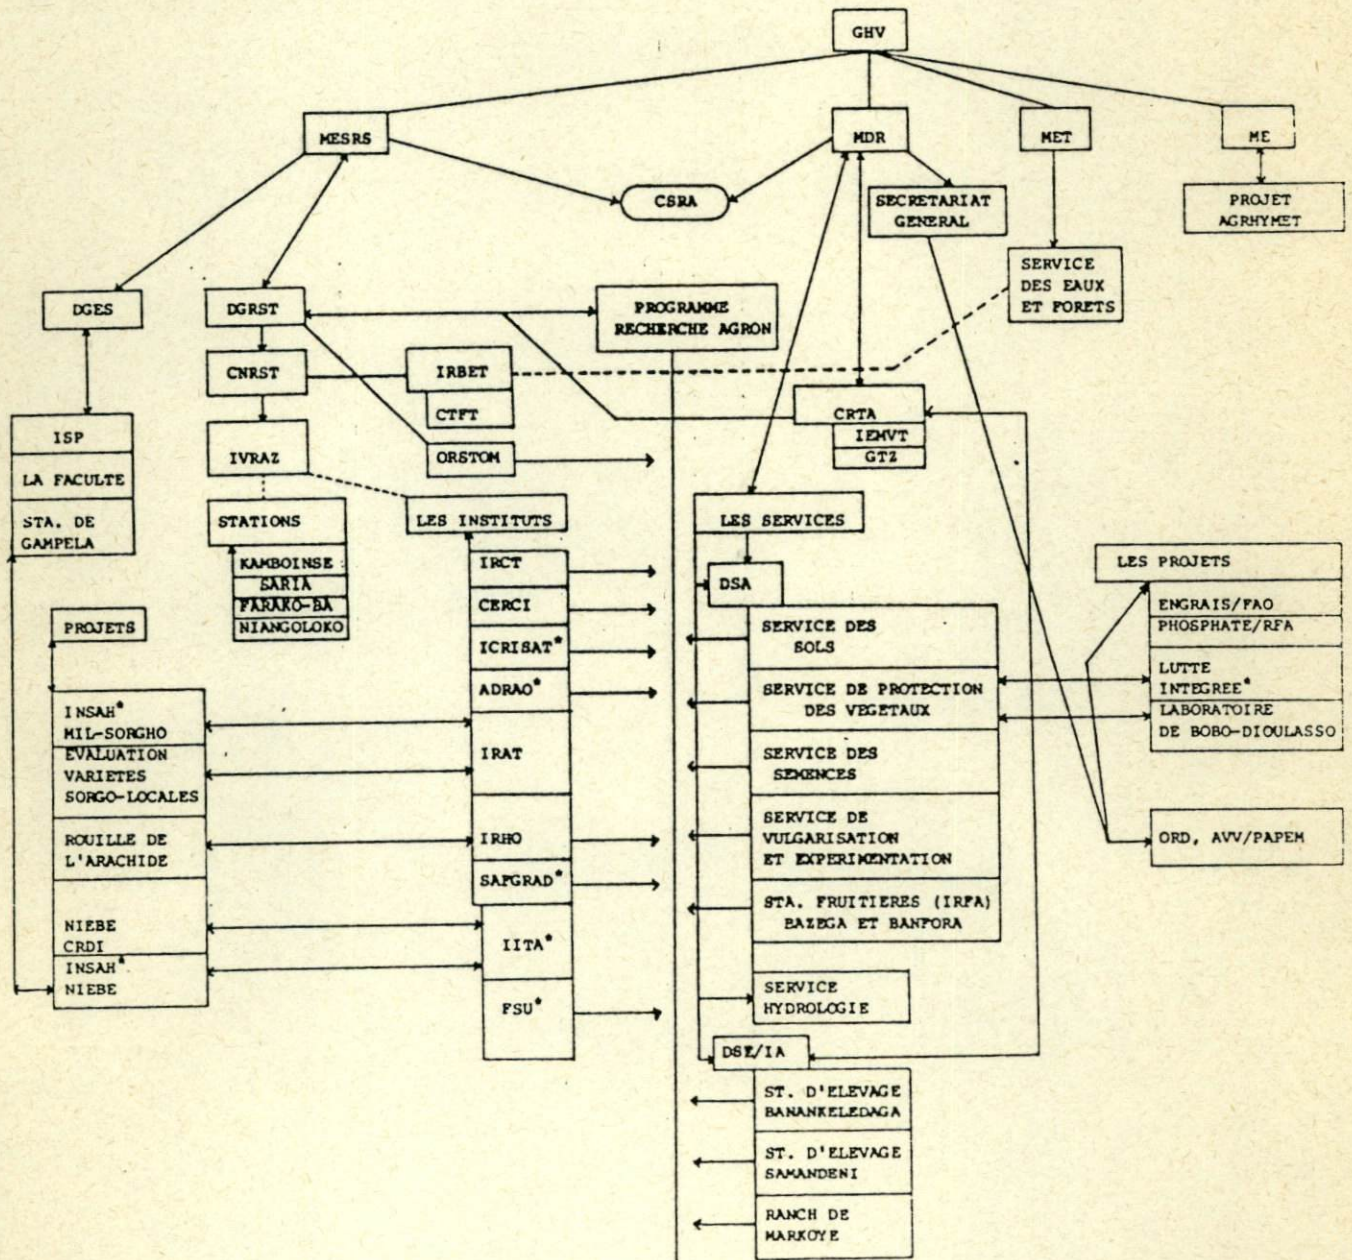 GHV
MESRS
MDR
MET
ME
CSRA
SECRETARIAT
GENERAL
PROJET
AGRHYMET
SERVICE
DES EAUX
ET FORETS
DGES
DGRST
PROGRAMME
RECHERCHE AGRON
CNRST
IRBET
CTFT
CRTA
IEMVT
GTZ
ISP
LA FACULTE
STA. DE
GAMPELA
IVRAZ
ORSTOM
STATIONS
KAMBOINSE
SARIA
FARAKO-BA
NIANGOLOKO
LES INSTITUTS
LES SERVICES
IRCT
CERCI
ICRISAT*
ADRAO*
IRAT
IRHO
SAFGRAD*
IITA*
FSU*
PROJETS
INSAH*
MIL-SORGHO
EVALUATION
VARIETES
SORGO-LOCALES
ROUILLE DE
L'ARACHIDE
NIEBE
CRDI
INSAH*
NIEBE
DSA
SERVICE DES
SOLS
SERVICE DE PROTECTION
DES VEGETAUX
SERVICE DES
SEMENCES
SERVICE DE
VULGARISATION
ET EXPERIMENTATION
STA. FRUITIERES (IRFA)
BAZEGA ET BANFORA
SERVICE
HYDROLOGIE
DSE/IA
ST. D'ELEVAGE
BANANKELEDAGA
ST. D'ELEVAGE
SAMANDENI
RANCH DE
MARKOYE
LES PROJETS
ENGRAIS/FAO
PHOSPHATE/RFA
LUTTE
INTEGREE*
LABORATOIRE
DE BOBO-DIOULASSO
ORD, AVV/PAPEM